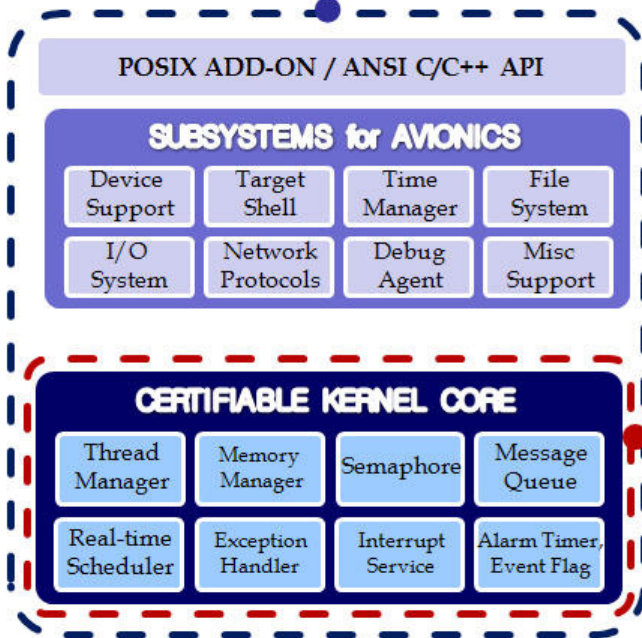 POSIX ADD-ON / ANSI C/C++ API
SUBSYSTEMS for AVIONICS
Device Support
Target Shell
Time Manager
File System
I/O System
Network Protocols
Debug Agent
Misc Support
CERTIFIABLE KERNEL CORE
Thread Manager
Memory Manager
Semaphore
Message Queue
Real-time Scheduler
Exception Handler
Interrupt Service
Alarm Timer, Event Flag